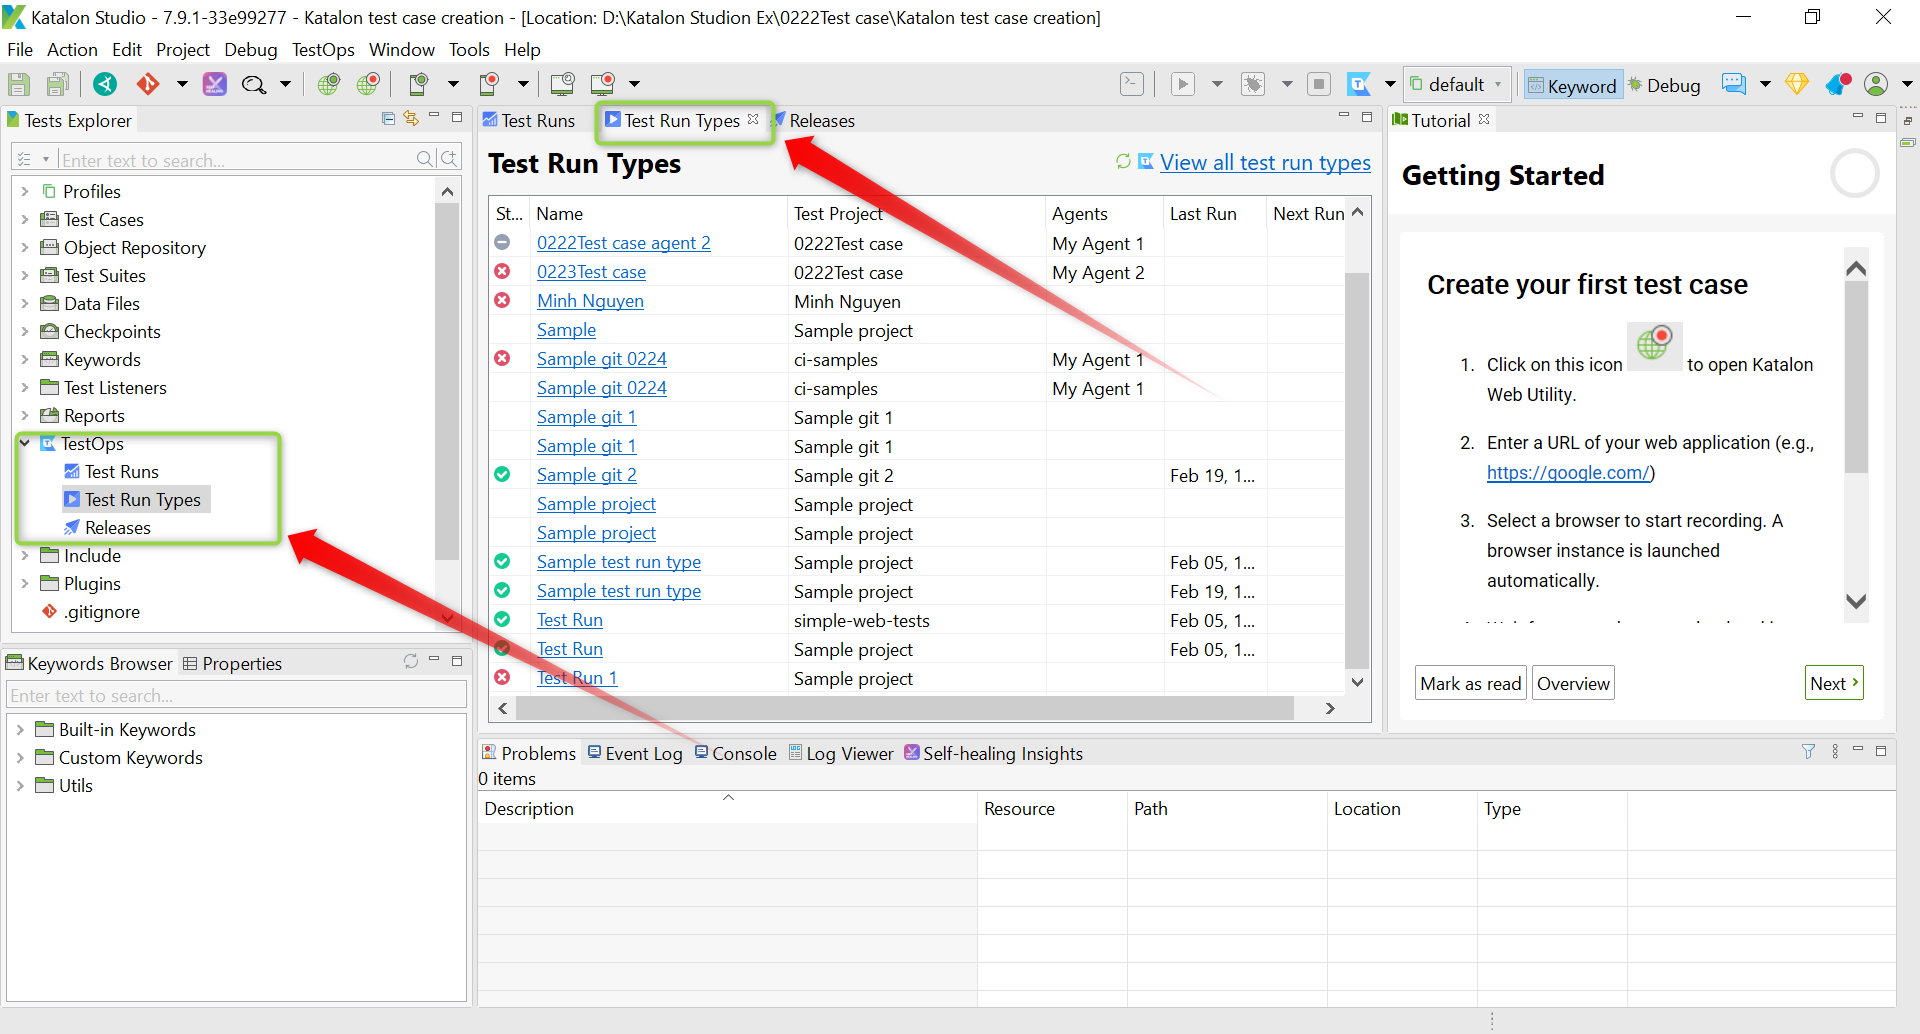 Katalon Studio - 7.9.1-33e99277 - Katalon test case creation - [Location: D:\Katalon Studion Ex\0222Test case\Katalon test case creation]
File Action Edit Project Debug TestOps Window Tools Help
default Keyword Debug
Tests Explorer
Enter text to search...
Profiles
Test Cases
Object Repository
Test Suites
Data Files
Checkpoints
Keywords
Test Listeners
Reports
TestOps
Test Runs
Test Run Types
Releases
Include
Plugins
.gitignore
Keywords Browser Properties
Enter text to search...
Built-in Keywords
Custom Keywords
Utils
Test Runs Test Run Types Releases
Test Run Types View all test run types
St... Name Test Project Agents Last Run Next Run
0222Test case agent 2 0222Test case My Agent 1
0223Test case 0222Test case My Agent 2
Minh Nguyen Minh Nguyen
Sample Sample project
Sample git 0224 ci-samples My Agent 1
Sample git 0224 ci-samples My Agent 1
Sample git 1 Sample git 1
Sample git 1 Sample git 1
Sample git 2 Sample git 2 Feb 19, 1...
Sample project Sample project
Sample project Sample project
Sample test run type Sample project Feb 05, 1...
Sample test run type Sample project Feb 19, 1...
Test Run simple-web-tests Feb 05, 1...
Test Run Sample project Feb 05, 1...
Test Run 1 Sample project
Problems Event Log Console Log Viewer Self-healing Insights
0 items
Description Resource Path Location Type
Tutorial
Getting Started
Create your first test case
1. Click on this icon to open Katalon
Web Utility.
2. Enter a URL of your web application (e.g.,
https://google.com/)
3. Select a browser to start recording. A
browser instance is launched
automatically.
Mark as read Overview Next